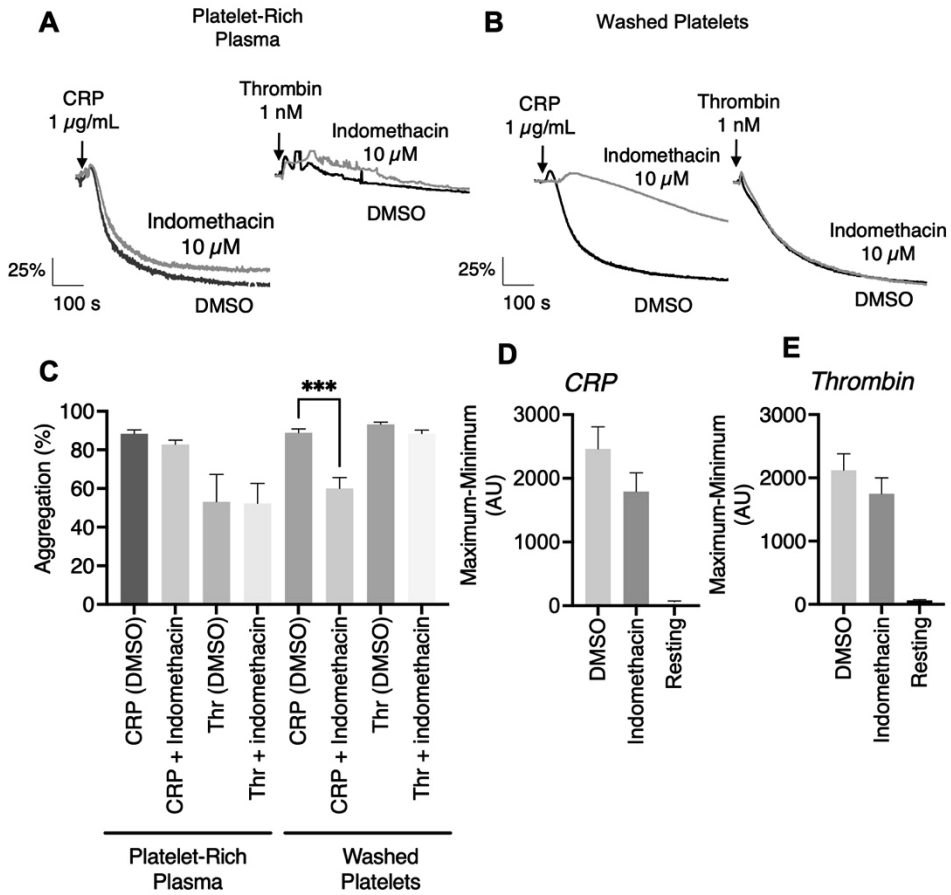 A
Platelet-Rich
Plasma
CRP
1 µg/mL
Thrombin
1 nM
Indomethacin
10 µM
DMSO
Indomethacin
10 µM
DMSO
25%
100 s
B
Washed Platelets
CRP
1 µg/mL
Thrombin
1 nM
Indomethacin
10 µM
Indomethacin
10 µM
DMSO
25%
100 s
C
***
Aggregation (%)
100
80
60
40
20
0
CRP (DMSO)
CRP + Indomethacin
Thr (DMSO)
Thr + indomethacin
CRP (DMSO)
CRP + Indomethacin
Thr (DMSO)
Thr + indomethacin
Platelet-Rich
Plasma
Washed
Platelets
D
CRP
Maximum-Minimum
(AU)
3000
2000
1000
0
DMSO
Indomethacin
Resting
E
Thrombin
Maximum-Minimum
(AU)
3000
2000
1000
0
DMSO
Indomethacin
Resting